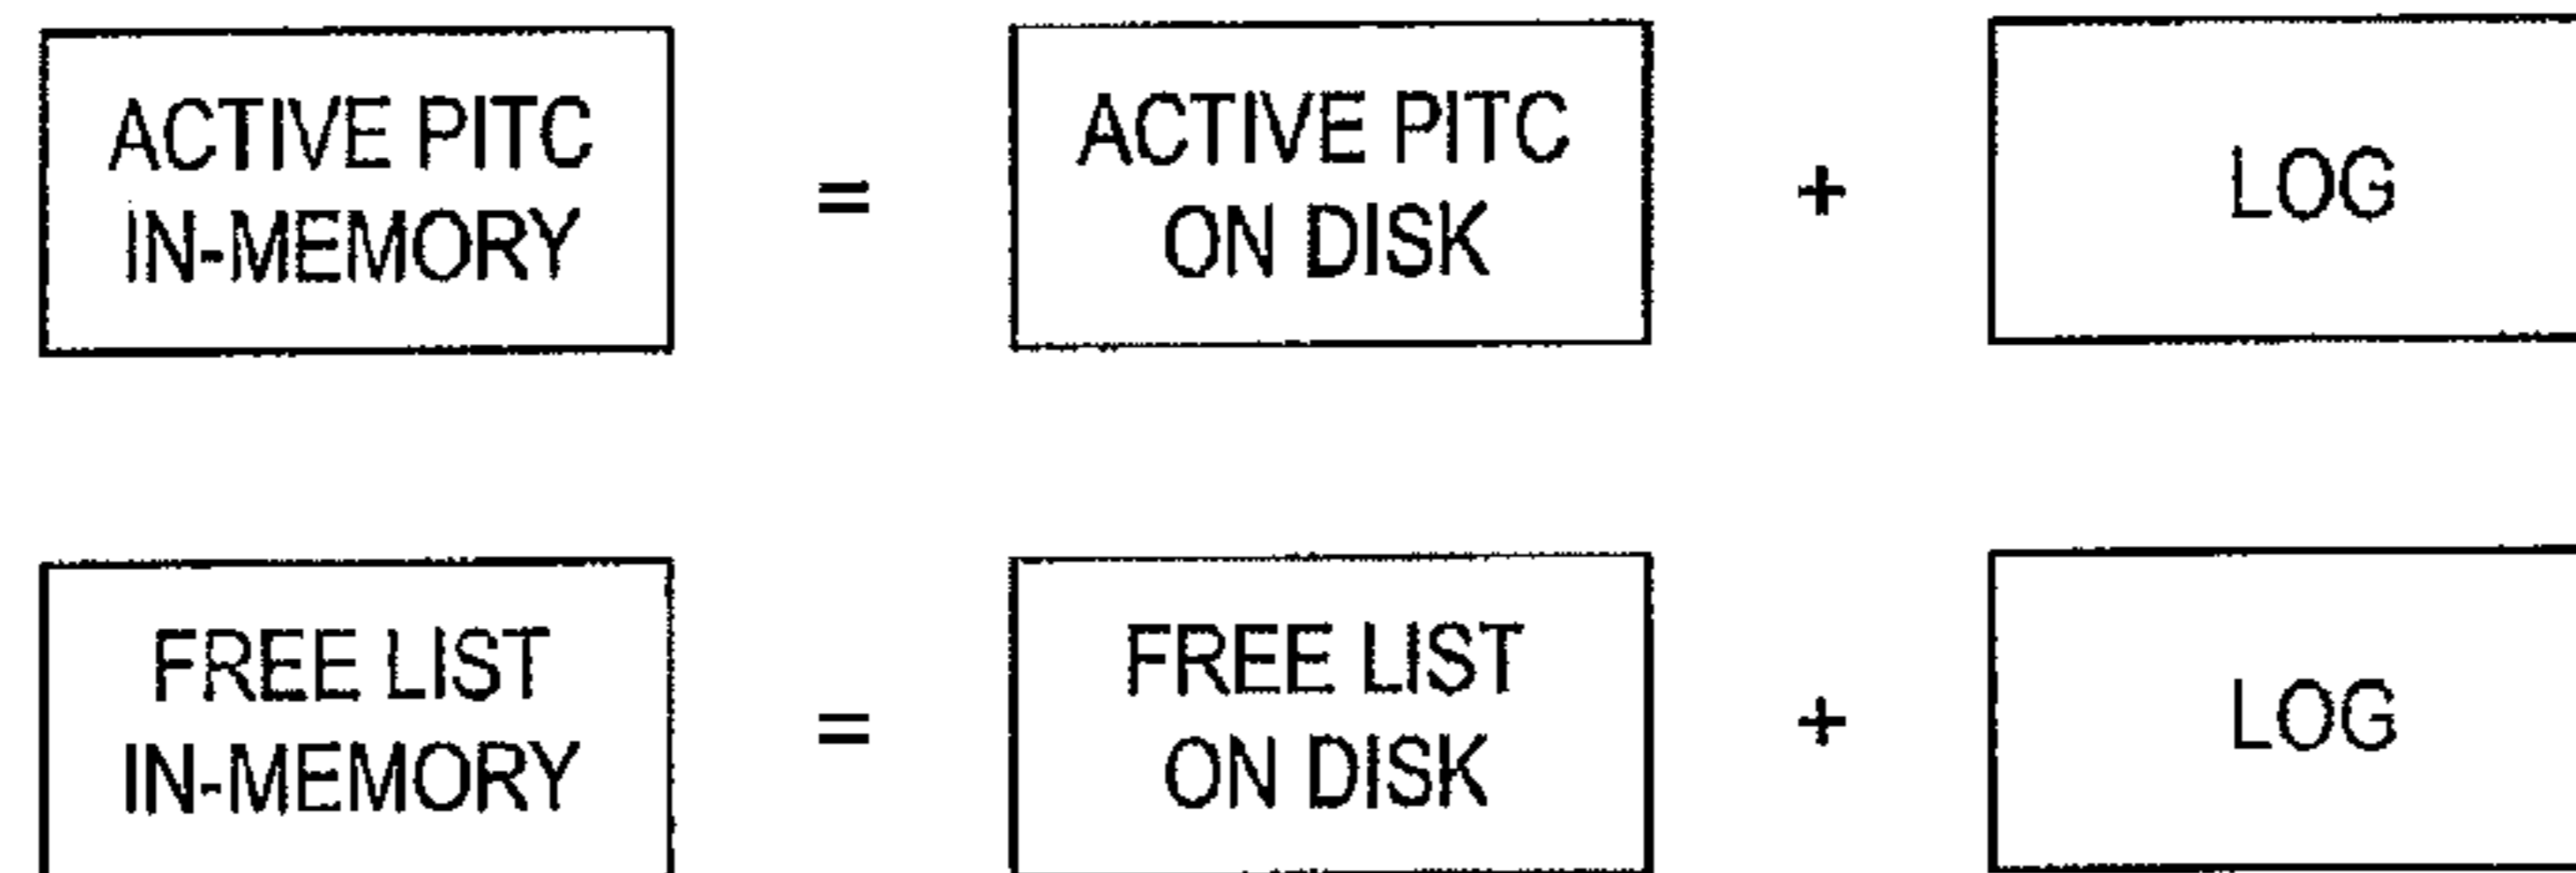 ACTIVE PITC
IN-MEMORY
=
ACTIVE PITC
ON DISK
+
LOG
FREE LIST
IN-MEMORY
=
FREE LIST
ON DISK
+
LOG